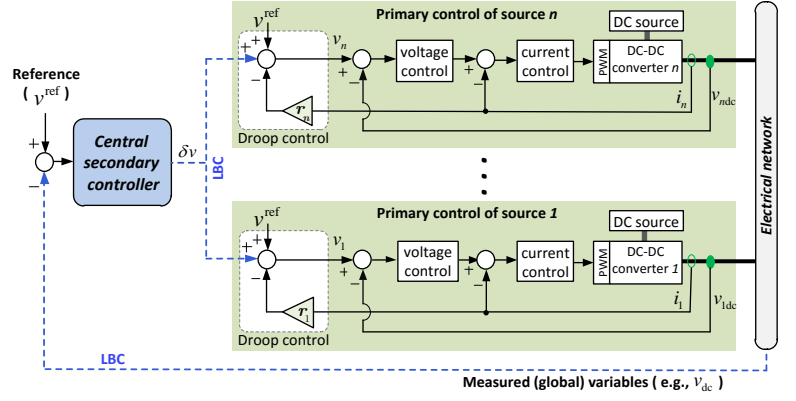 Primary control of source n
v^ref
+
+
−
v_n
+
−
voltage
control
+
−
current
control
PWM
DC source
DC-DC
converter n
i_n
v_ndc
r_n
Droop control
Reference
( v^ref )
+
−
Central
secondary
controller
δv
LBC
Electrical network
Primary control of source 1
v^ref
+
+
−
v_1
+
−
voltage
control
+
−
current
control
PWM
DC source
DC-DC
converter 1
i_1
v_1dc
r_1
Droop control
LBC
Measured (global) variables ( e.g., v_dc )